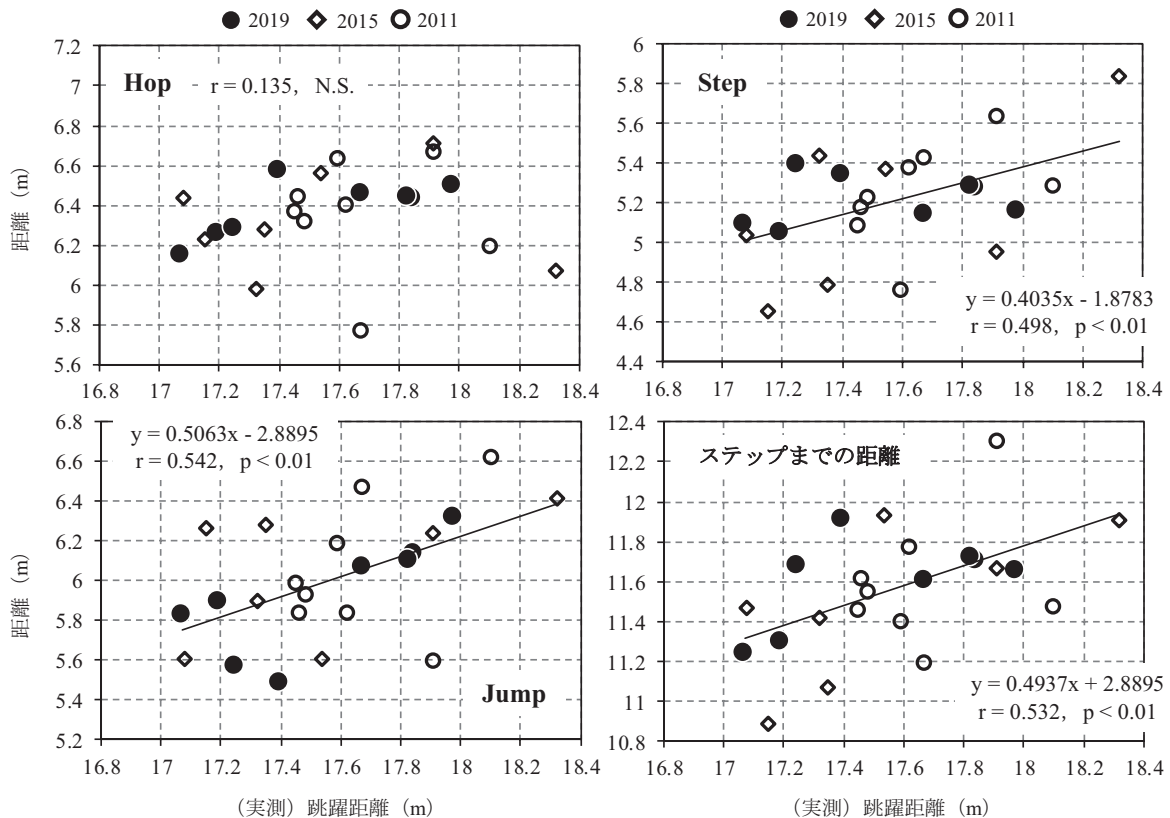 ● 2019 ◇ 2015 ○ 2011
● 2019 ◇ 2015 ○ 2011
距離（m）
7.2
7
6.8
6.6
6.4
6.2
6
5.8
5.6
Hop r = 0.135, N.S.
16.8 17 17.2 17.4 17.6 17.8 18 18.2 18.4
6
5.8
5.6
5.4
5.2
5
4.8
4.6
4.4
Step
y = 0.4035x - 1.8783
r = 0.498, p < 0.01
16.8 17 17.2 17.4 17.6 17.8 18 18.2 18.4
距離（m）
6.8
6.6
6.4
6.2
6
5.8
5.6
5.4
5.2
y = 0.5063x - 2.8895
r = 0.542, p < 0.01
Jump
16.8 17 17.2 17.4 17.6 17.8 18 18.2 18.4
（実測）跳躍距離（m）
12.4
12.2
12
11.8
11.6
11.4
11.2
11
10.8
ステップまでの距離
y = 0.4937x + 2.8895
r = 0.532, p < 0.01
16.8 17 17.2 17.4 17.6 17.8 18 18.2 18.4
（実測）跳躍距離（m）